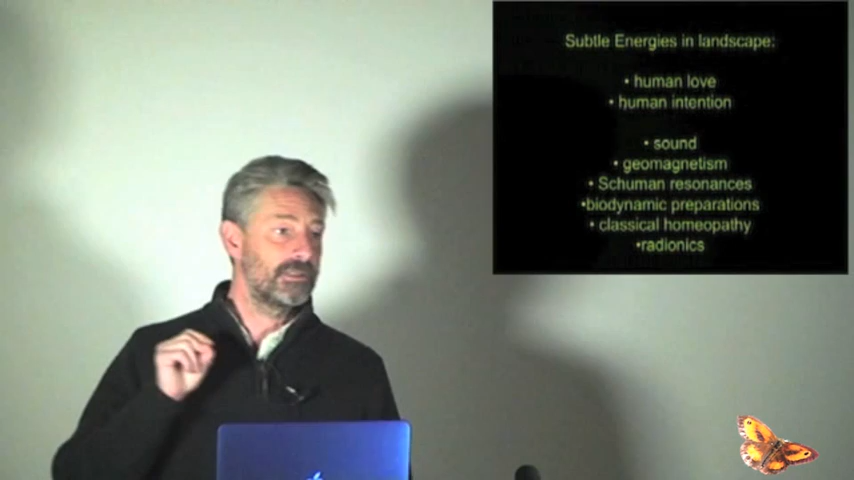 Subtle Energies in landscape:
• human love
• human intention
• sound
• geomagnetism
• Schuman resonances
•biodynamic preparations
• classical homeopathy
•radionics